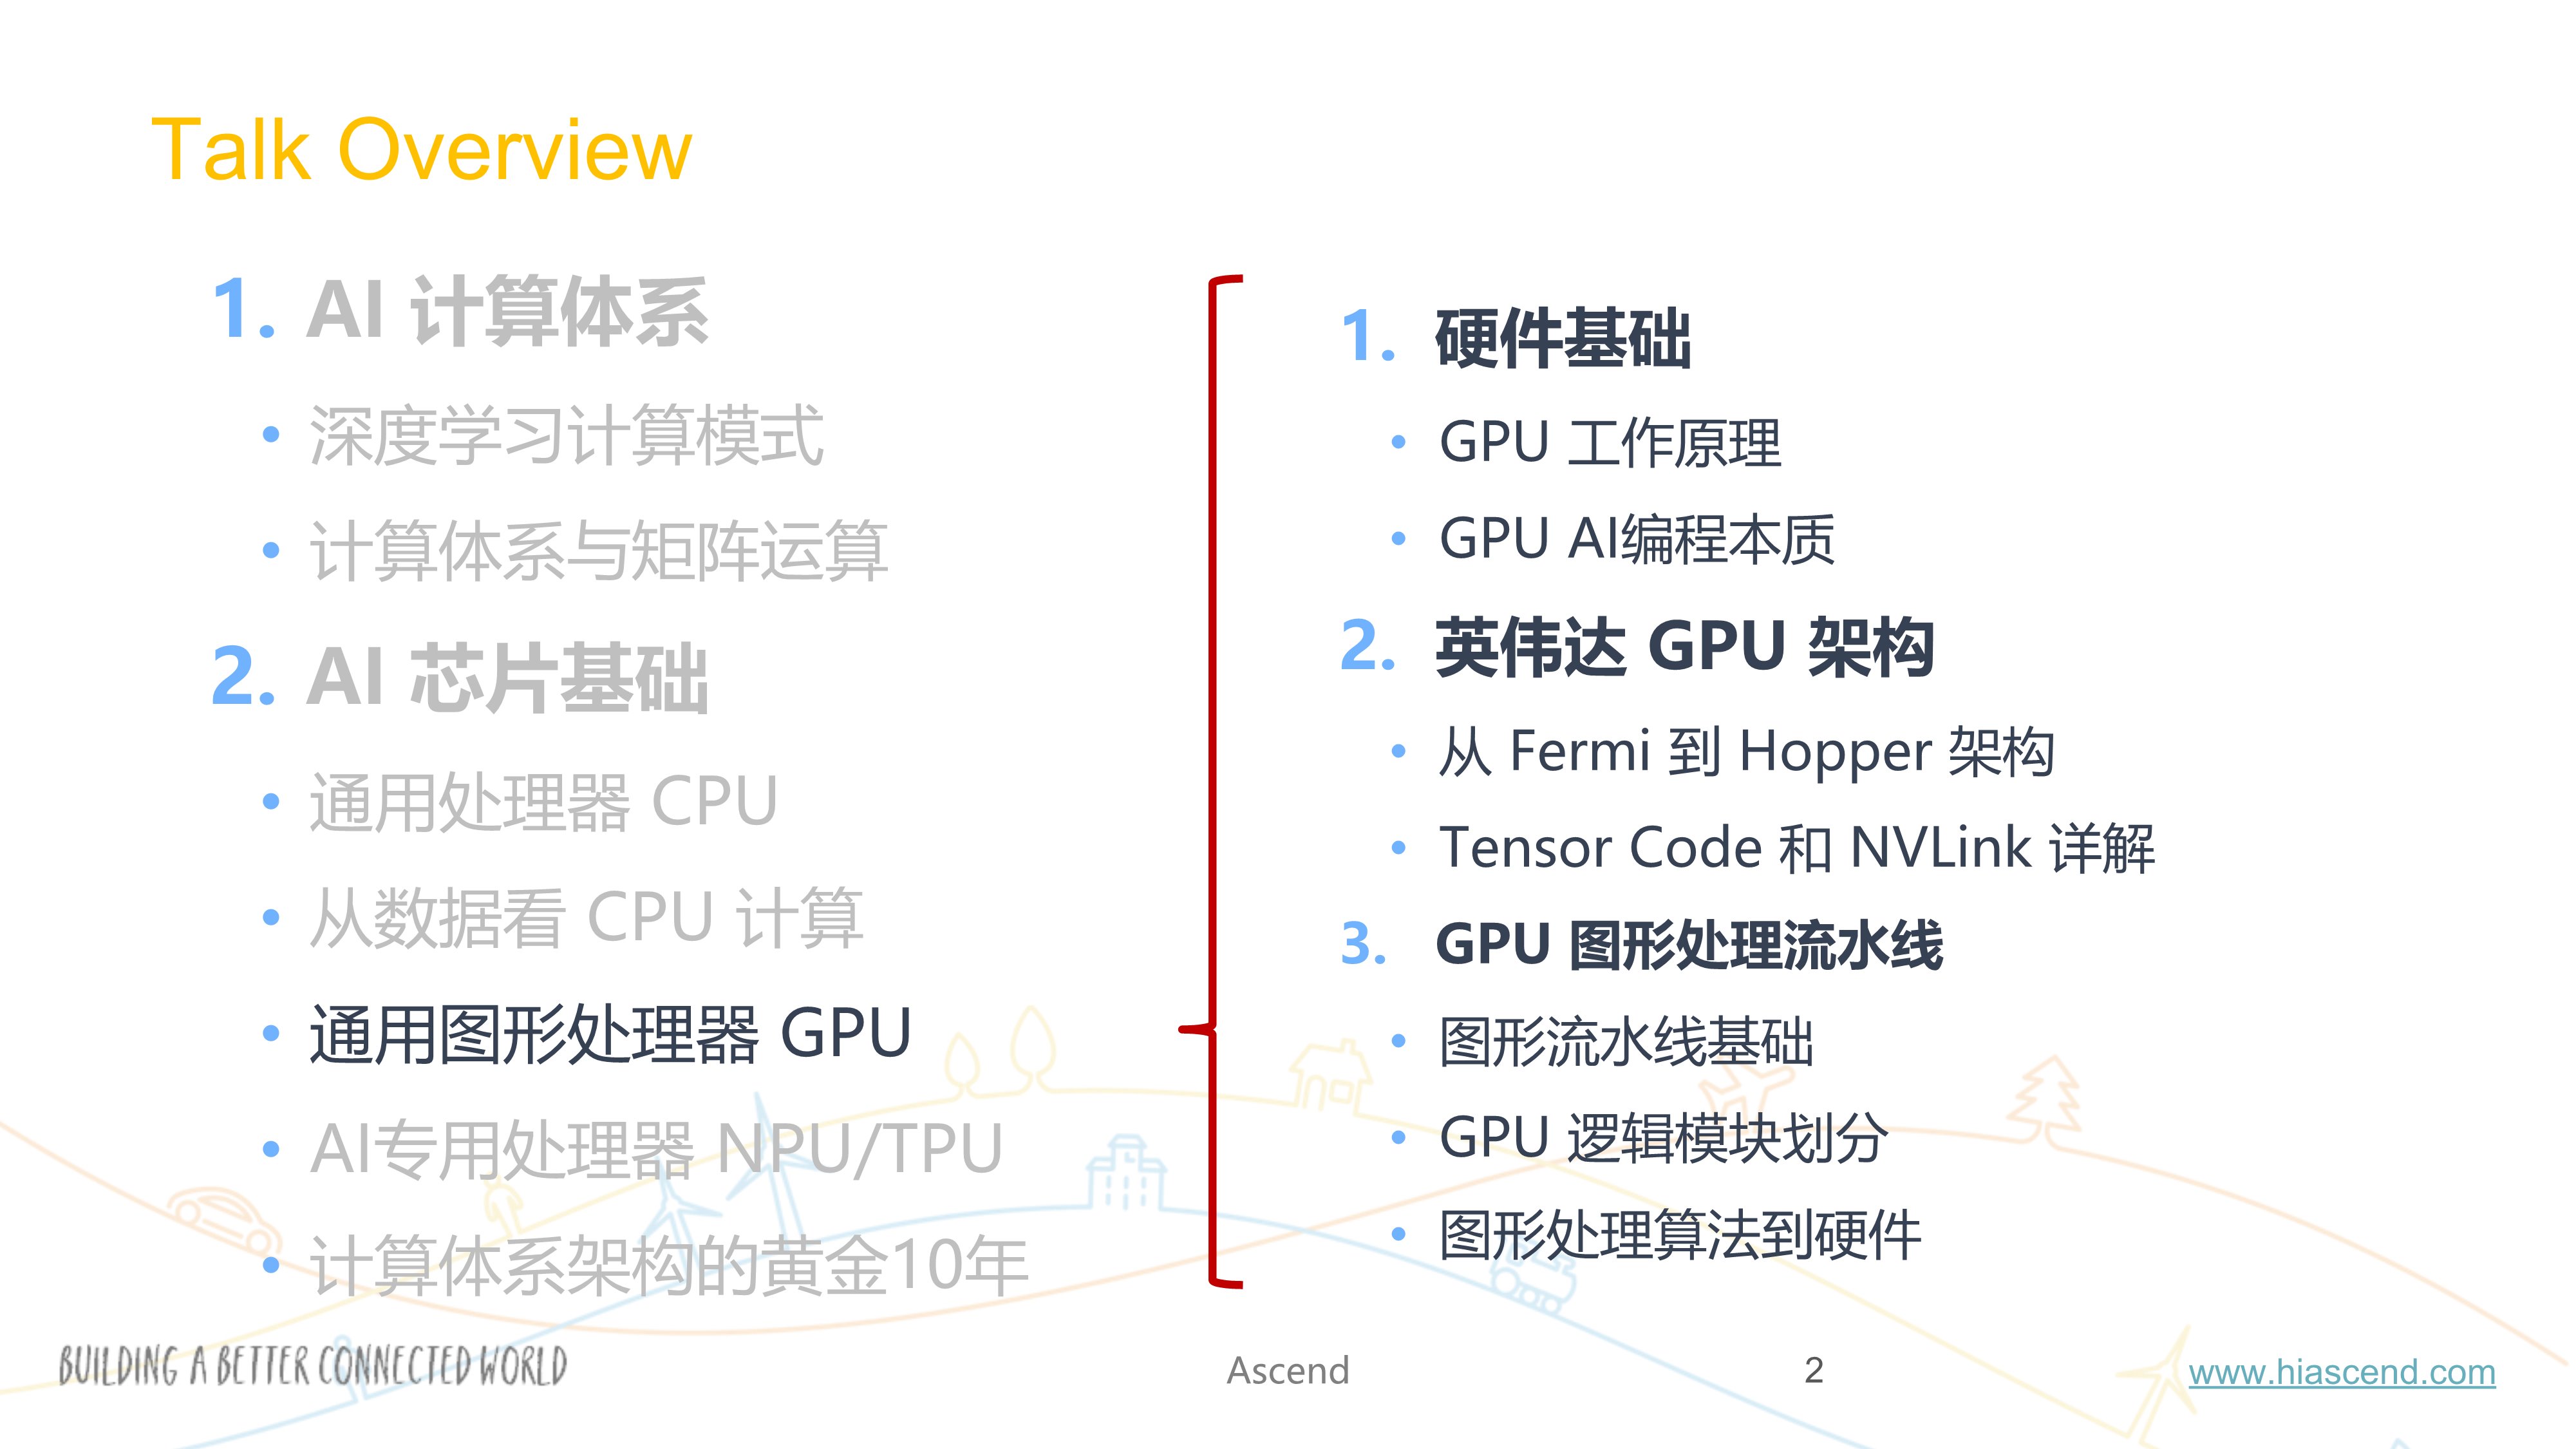 Talk Overview
1. AI 计算体系
• 深度学习计算模式
• 计算体系与矩阵运算
2. AI 芯片基础
• 通用处理器 CPU
• 从数据看 CPU 计算
• 通用图形处理器 GPU
• AI专用处理器 NPU/TPU
• 计算体系架构的黄金10年
1. 硬件基础
• GPU 工作原理
• GPU AI编程本质
2. 英伟达 GPU 架构
• 从 Fermi 到 Hopper 架构
• Tensor Code 和 NVLink 详解
3. GPU 图形处理流水线
• 图形流水线基础
• GPU 逻辑模块划分
• 图形处理算法到硬件
BUILDING A BETTER CONNECTED WORLD
Ascend
2
www.hiascend.com